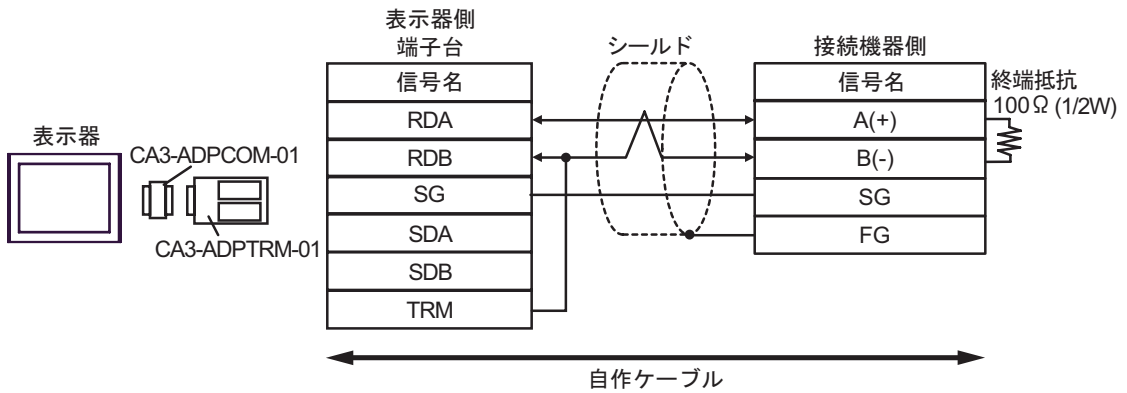 表示器
CA3-ADPCOM-01
CA3-ADPTRM-01
表示器側
端子台
信号名
RDA
RDB
SG
SDA
SDB
TRM
シールド
接続機器側
信号名
A(+)
B(-)
SG
FG
終端抵抗
100Ω (1/2W)
自作ケーブル